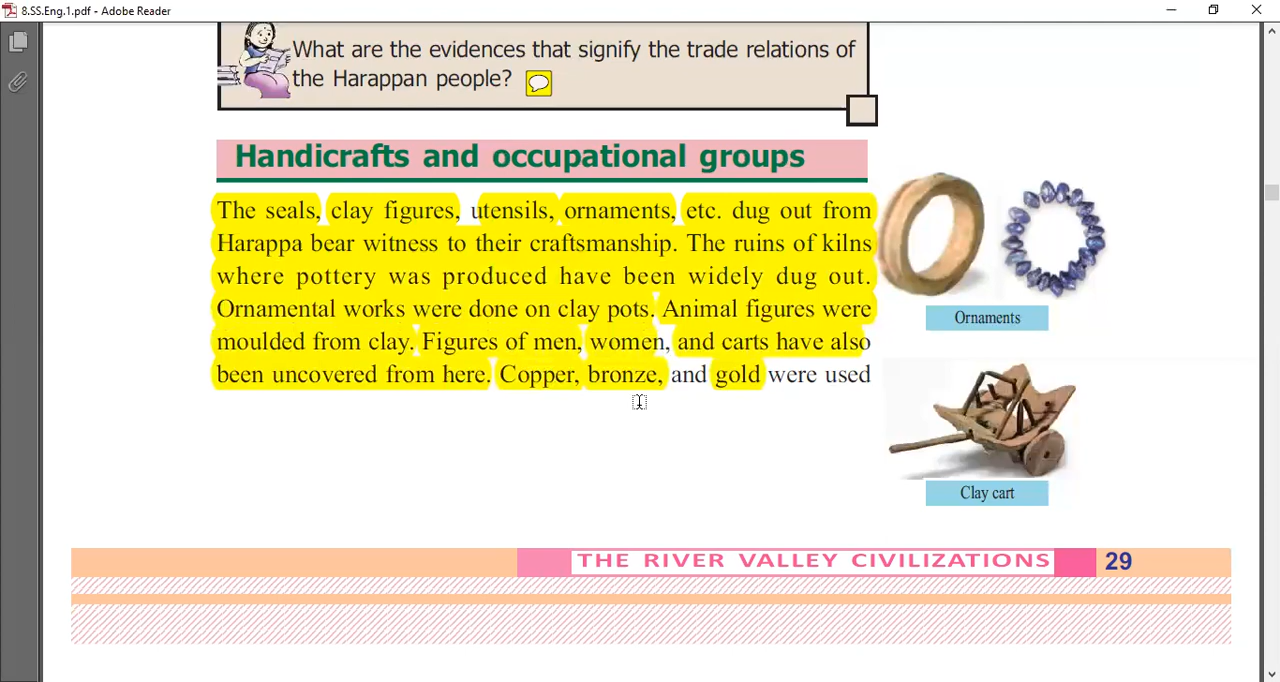 8.SS.Eng.1.pdf - Adobe Reader
What are the evidences that signify the trade relations of
the Harappan people?
Handicrafts and occupational groups
The seals, clay figures, utensils, ornaments, etc. dug out from
Harappa bear witness to their craftsmanship. The ruins of kilns
where pottery was produced have been widely dug out.
Ornamental works were done on clay pots. Animal figures were
moulded from clay. Figures of men, women, and carts have also
been uncovered from here. Copper, bronze, and gold were used
Ornaments
Clay cart
THE RIVER VALLEY CIVILIZATIONS 29